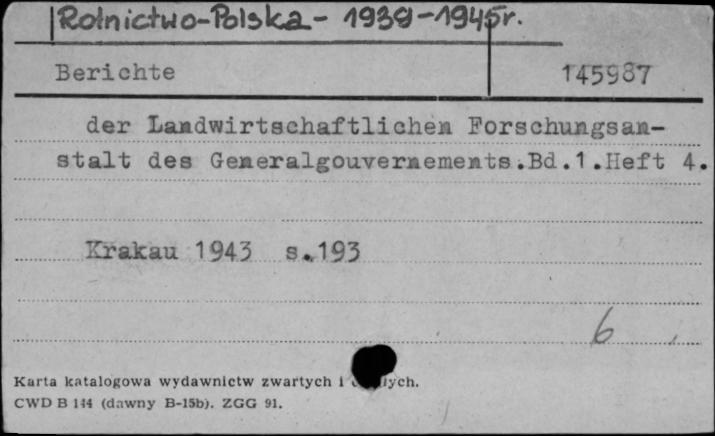 Rolnictwo-Polska - 1939-1945r.
Berichte 145987
der Landwirtschaftlichen Forschungsan-
stalt des Generalgouvernements.Bd.1.Heft 4.
Krakau 1943 s.193
6
Karta katalogowa wydawnictw zwartych i
CWD B 144 (dawny B-15b). ZGG 91.